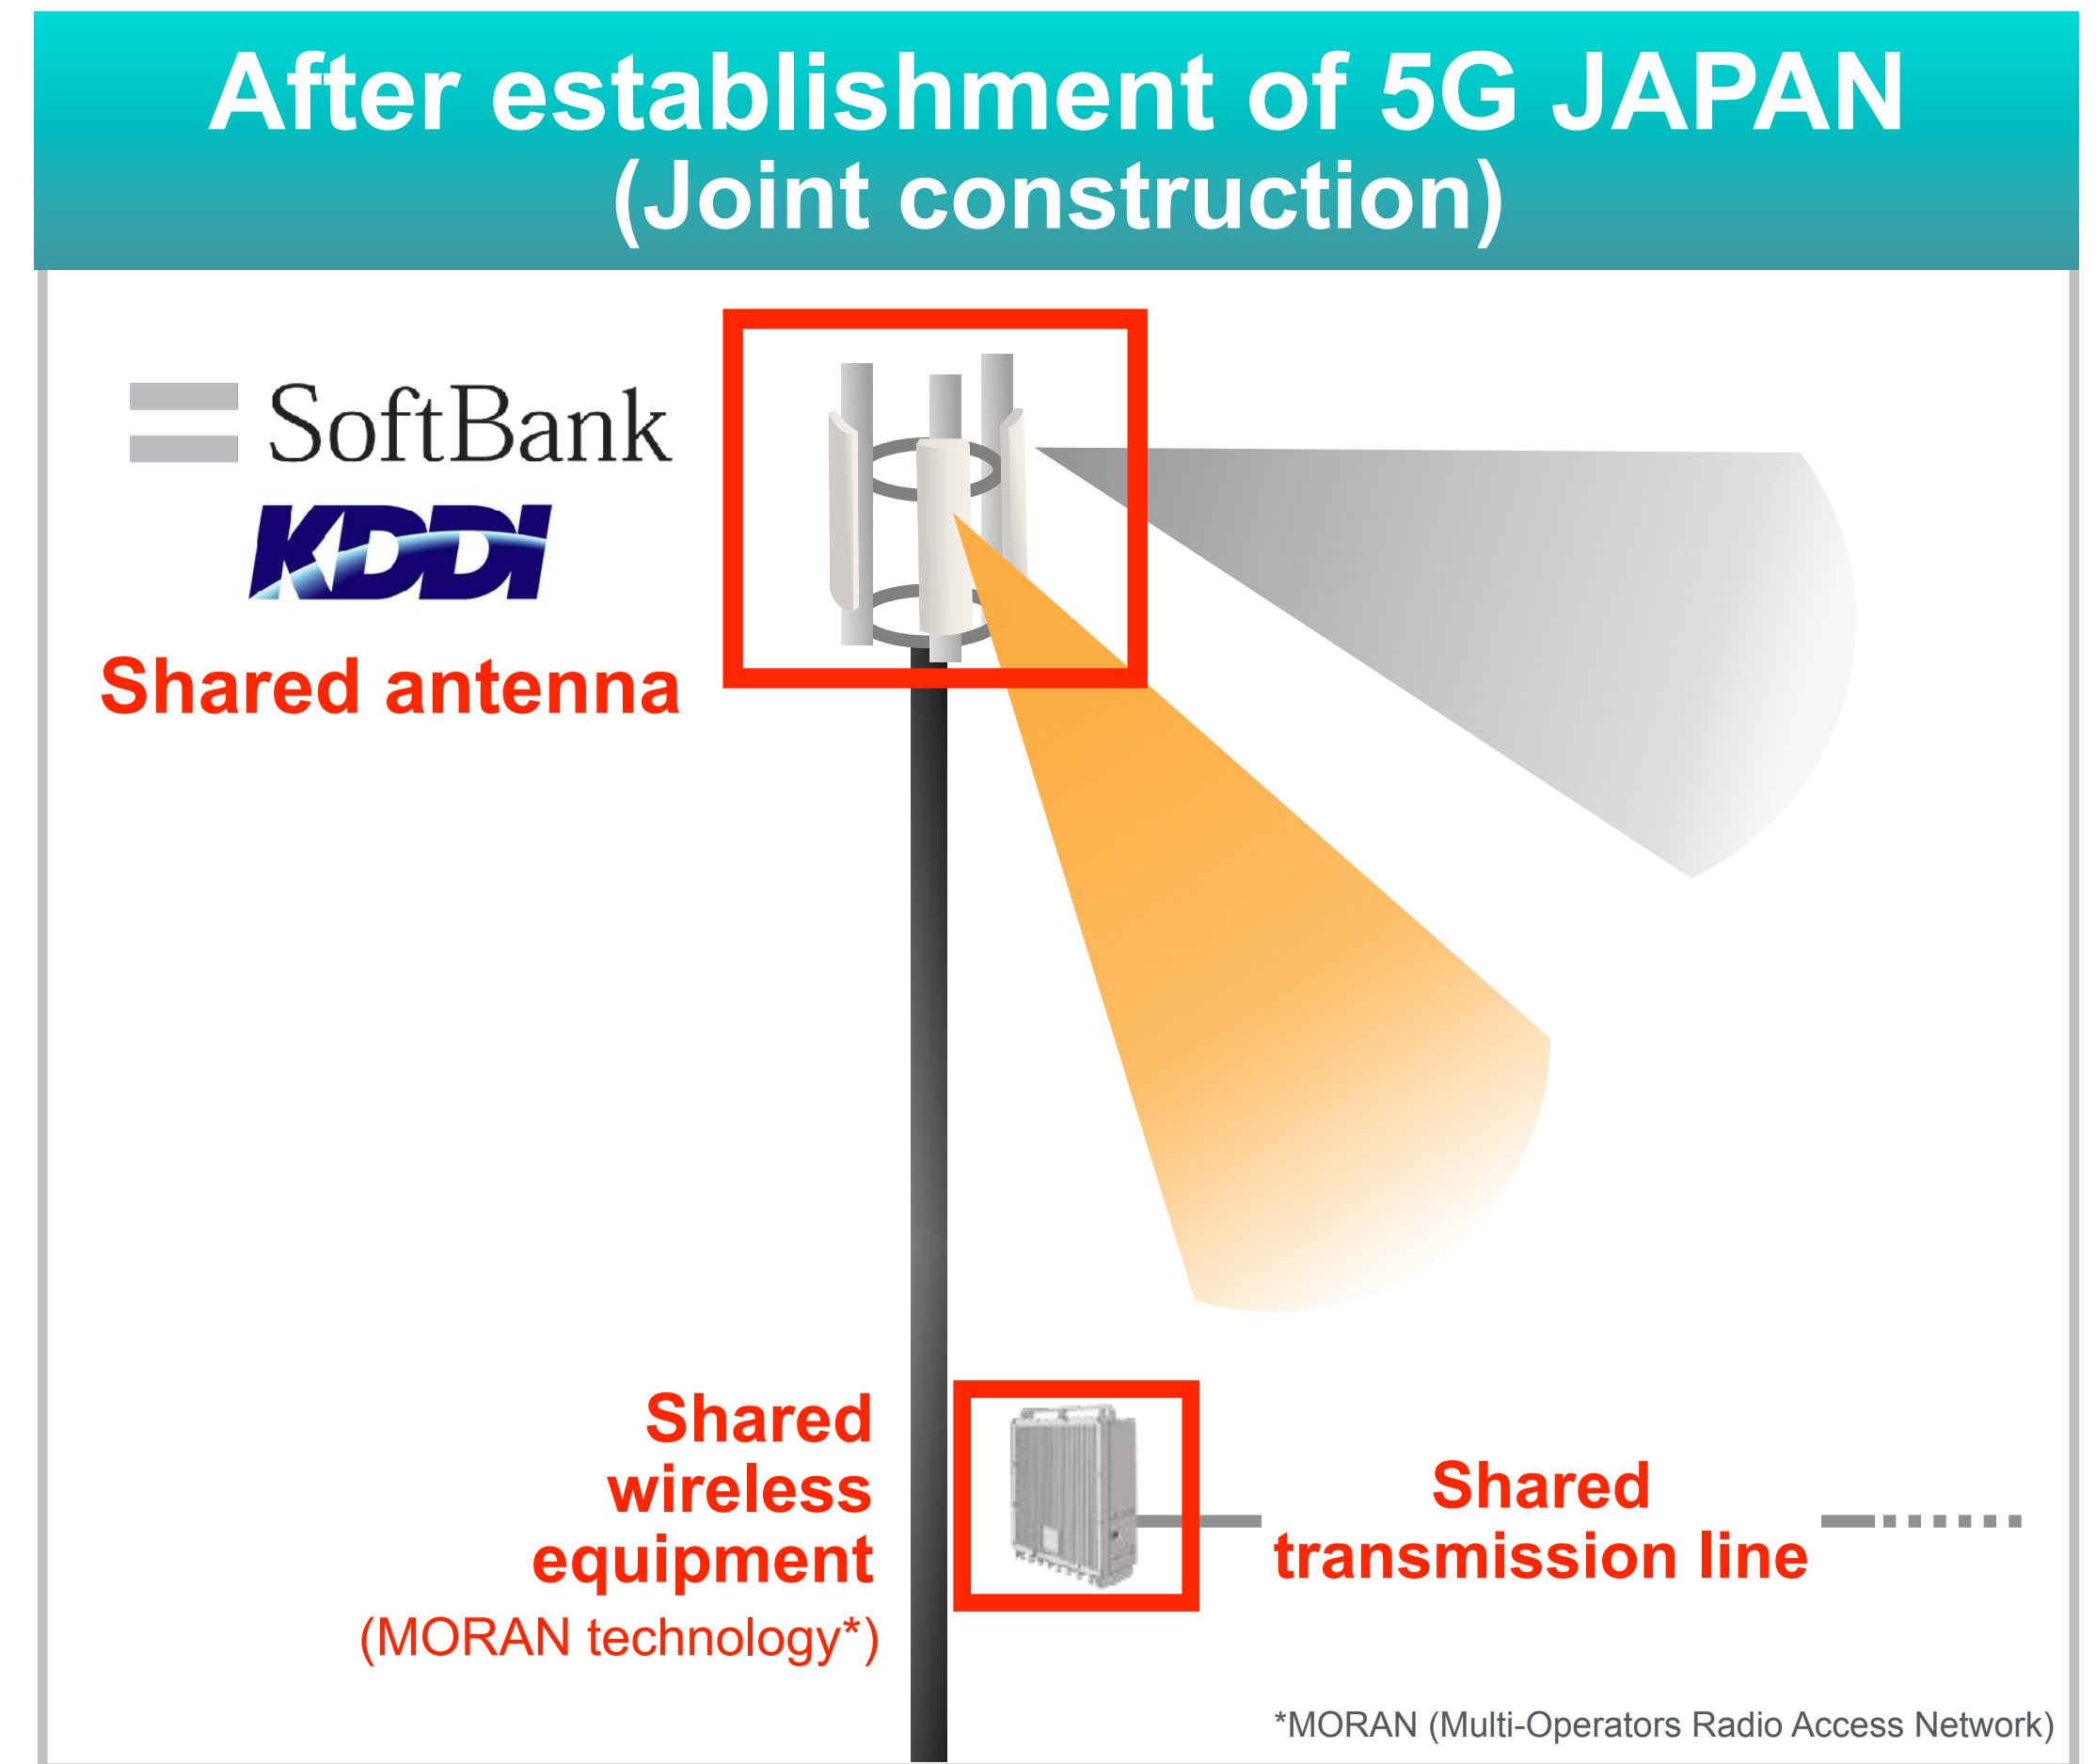 After establishment of 5G JAPAN
(Joint construction)
SoftBank
KDDI
Shared antenna
Shared
wireless
equipment
(MORAN technology*)
Shared
transmission line
*MORAN (Multi-Operators Radio Access Network)